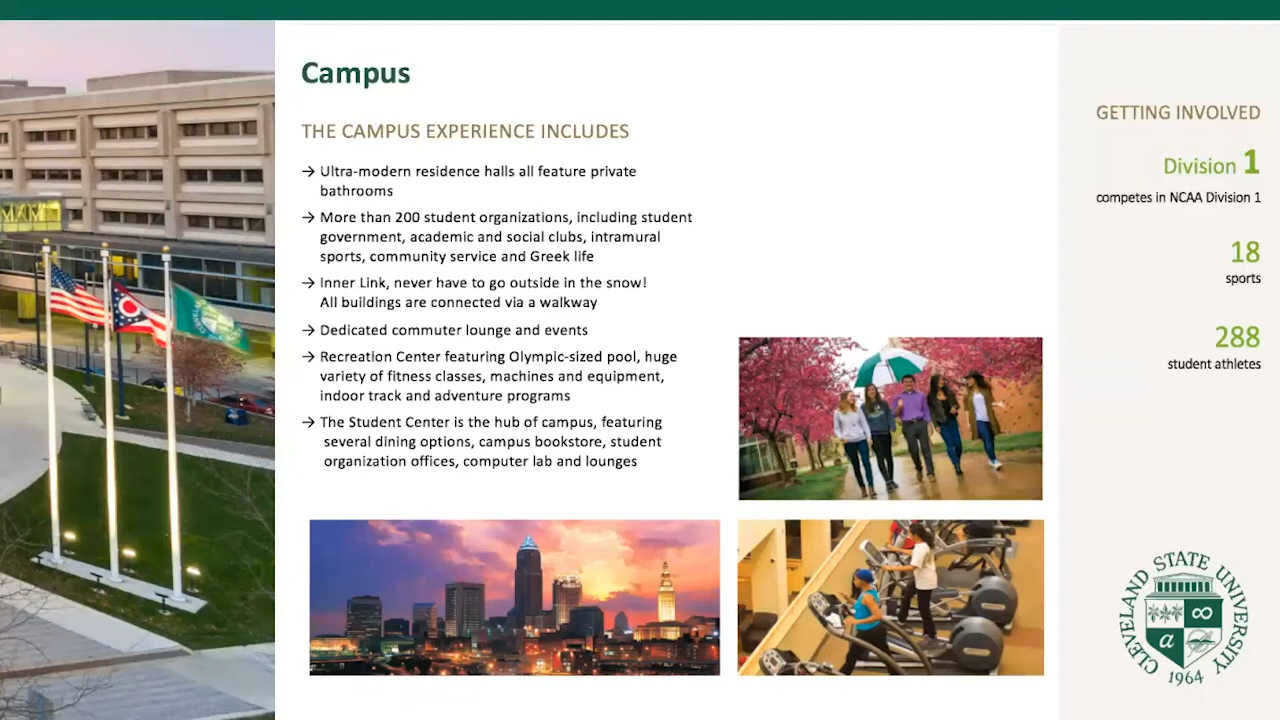 Campus
THE CAMPUS EXPERIENCE INCLUDES
→ Ultra-modern residence halls all feature private
bathrooms
→ More than 200 student organizations, including student
government, academic and social clubs, intramural
sports, community service and Greek life
→ Inner Link, never have to go outside in the snow!
All buildings are connected via a walkway
→ Dedicated commuter lounge and events
→ Recreation Center featuring Olympic-sized pool, huge
variety of fitness classes, machines and equipment,
indoor track and adventure programs
→ The Student Center is the hub of campus, featuring
several dining options, campus bookstore, student
organization offices, computer lab and lounges
GETTING INVOLVED
Division 1
competes in NCAA Division 1
18
sports
288
student athletes
CLEVELAND STATE UNIVERSITY
1964